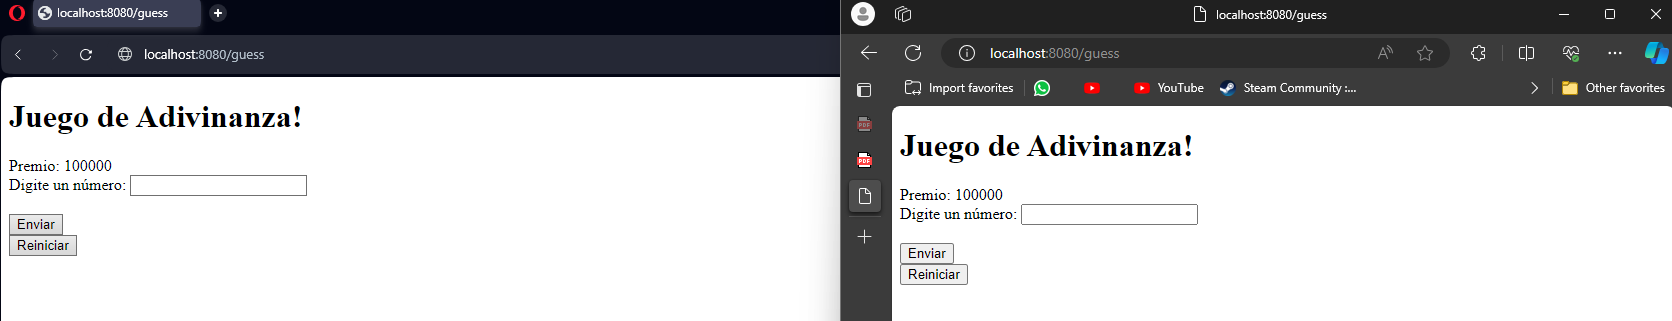 localhost:8080/guess
localhost:8080/guess
Juego de Adivinanza!
Premio: 100000
Digite un número:
Enviar
Reiniciar
localhost:8080/guess
localhost:8080/guess
Import favorites
YouTube
Steam Community :...
Other favorites
PDF
PDF
Juego de Adivinanza!
Premio: 100000
Digite un número:
Enviar
Reiniciar